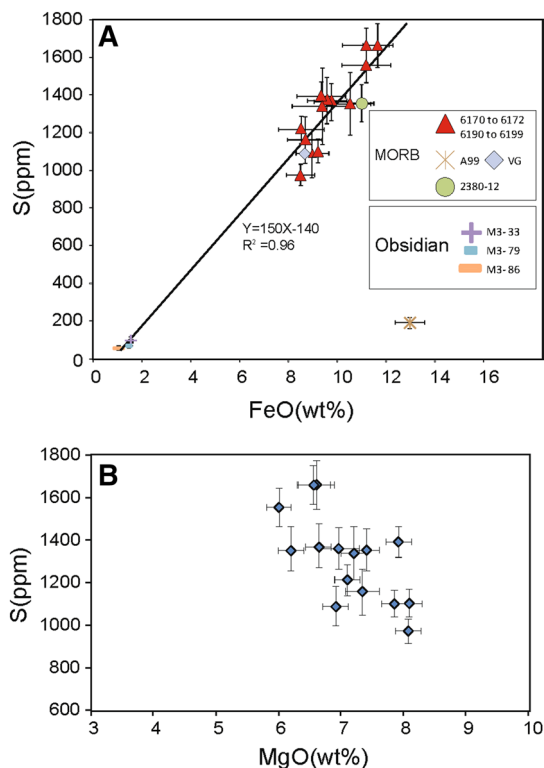 A
1800
1600
1400
1200
1000
800
600
400
200
0
S(ppm)
0 2 4 6 8 10 12 14 16
FeO(wt%)
Y=150X-140
R² =0.96
6170 to 6172
6190 to 6199
MORB
A99 VG
2380-12
Obsidian
M3-33
M3-79
M3-86
B
1800
1600
1400
1200
1000
800
600
S(ppm)
3 4 5 6 7 8 9 10
MgO(wt%)